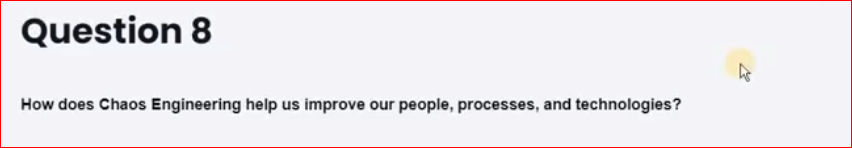 Question 8
How does Chaos Engineering help us improve our people, processes, and technologies?